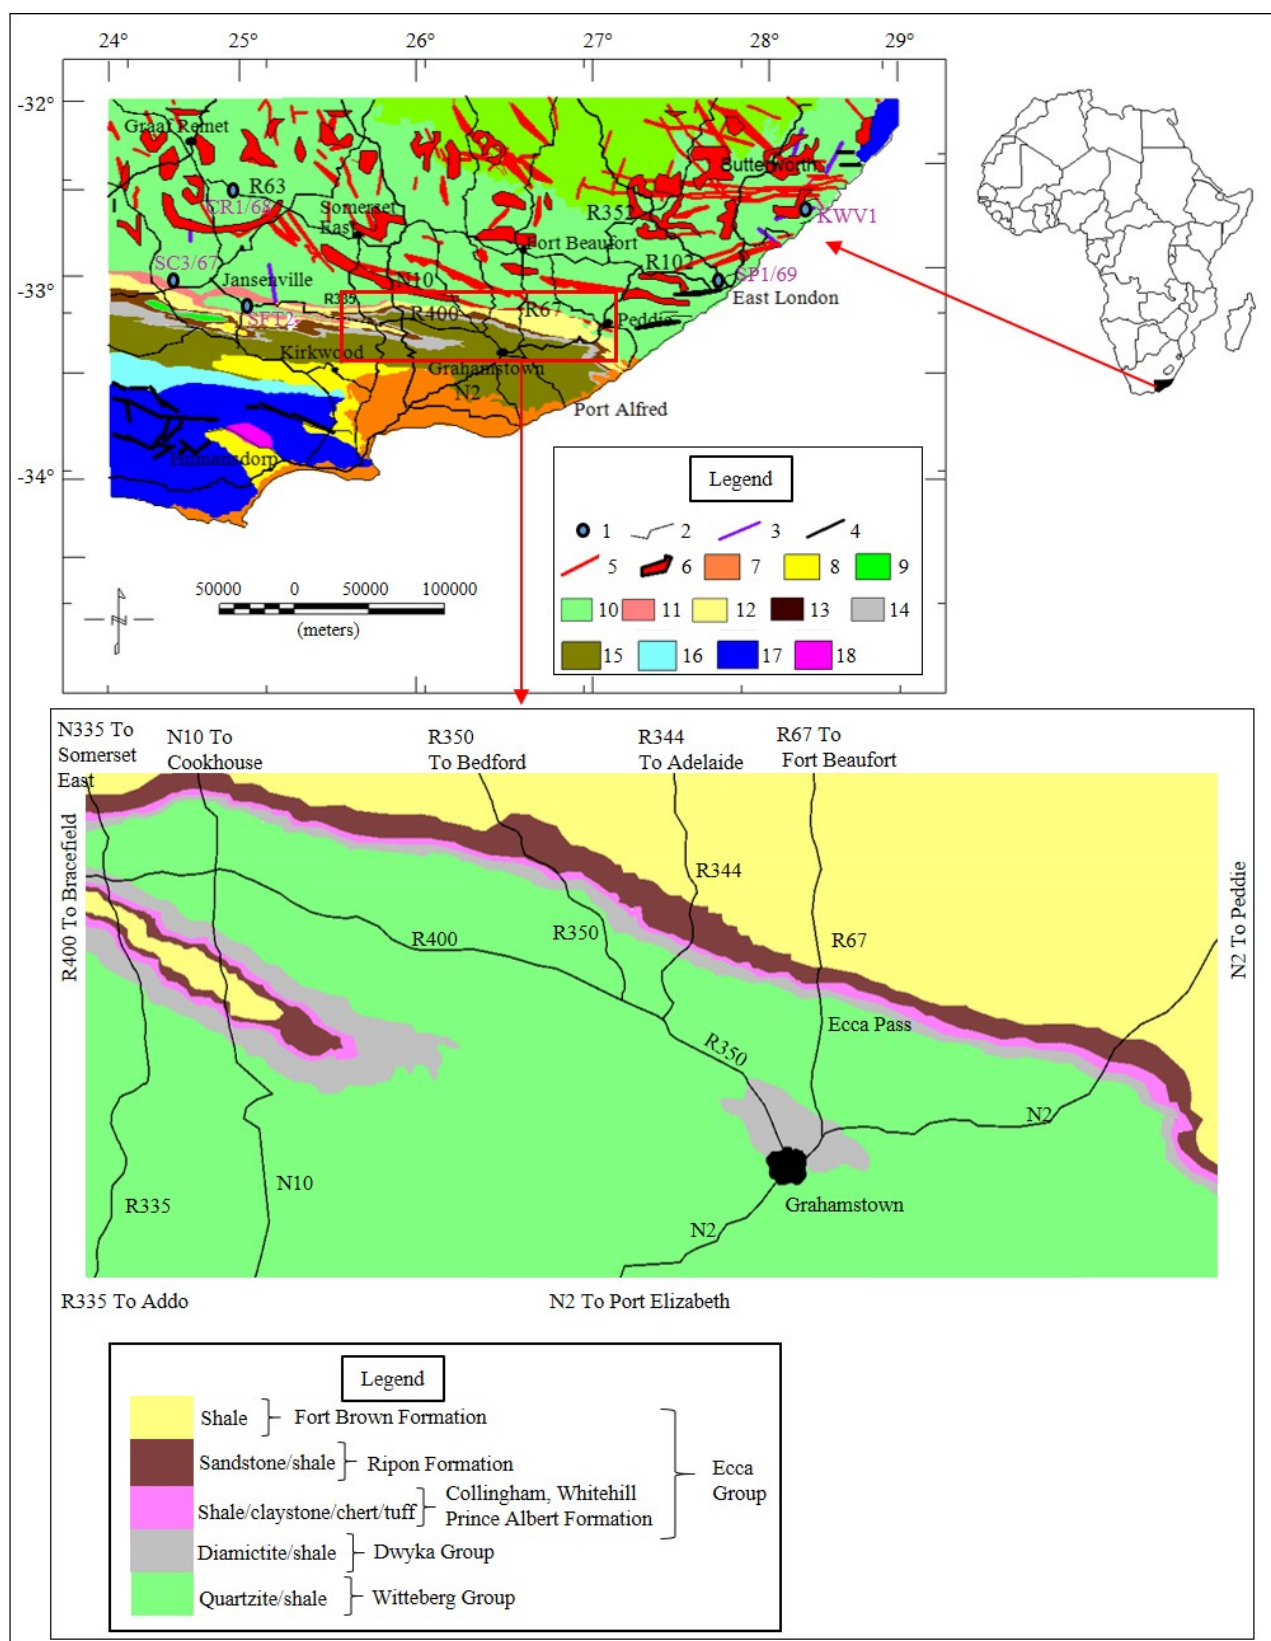 24° 25° 26° 27° 28° 29°
-32°
-33°
-34°
Graaf Reinet
R63
CR1/68
Somerset
East
Butterworths
R352
KWV1
Fort Beaufort
SC3/67
Jansenville
N10
R102
SP1/69
East London
R335
SFT2
R400
R67
Peddie
Kirkwood
Grahamstown
N2
Port Alfred
Humansdorp
50000 0 50000 100000
(meters)
N
Legend
1 2 3 4
5 6 7 8 9
10 11 12 13 14
15 16 17 18
N335 To
Somerset
East
N10 To
Cookhouse
R350
To Bedford
R344
To Adelaide
R67 To
Fort Beaufort
R400 To Bracefield
N2 To Peddie
R344
R400
R350
R67
Ecca Pass
R350
N2
N10
R335
Grahamstown
N2
R335 To Addo
N2 To Port Elizabeth
Legend
Shale Fort Brown Formation
Sandstone/shale Ripon Formation
Shale/claystone/chert/tuff Collingham, Whitehill
Prince Albert Formation
Ecca
Group
Diamictite/shale Dwyka Group
Quartzite/shale Witteberg Group